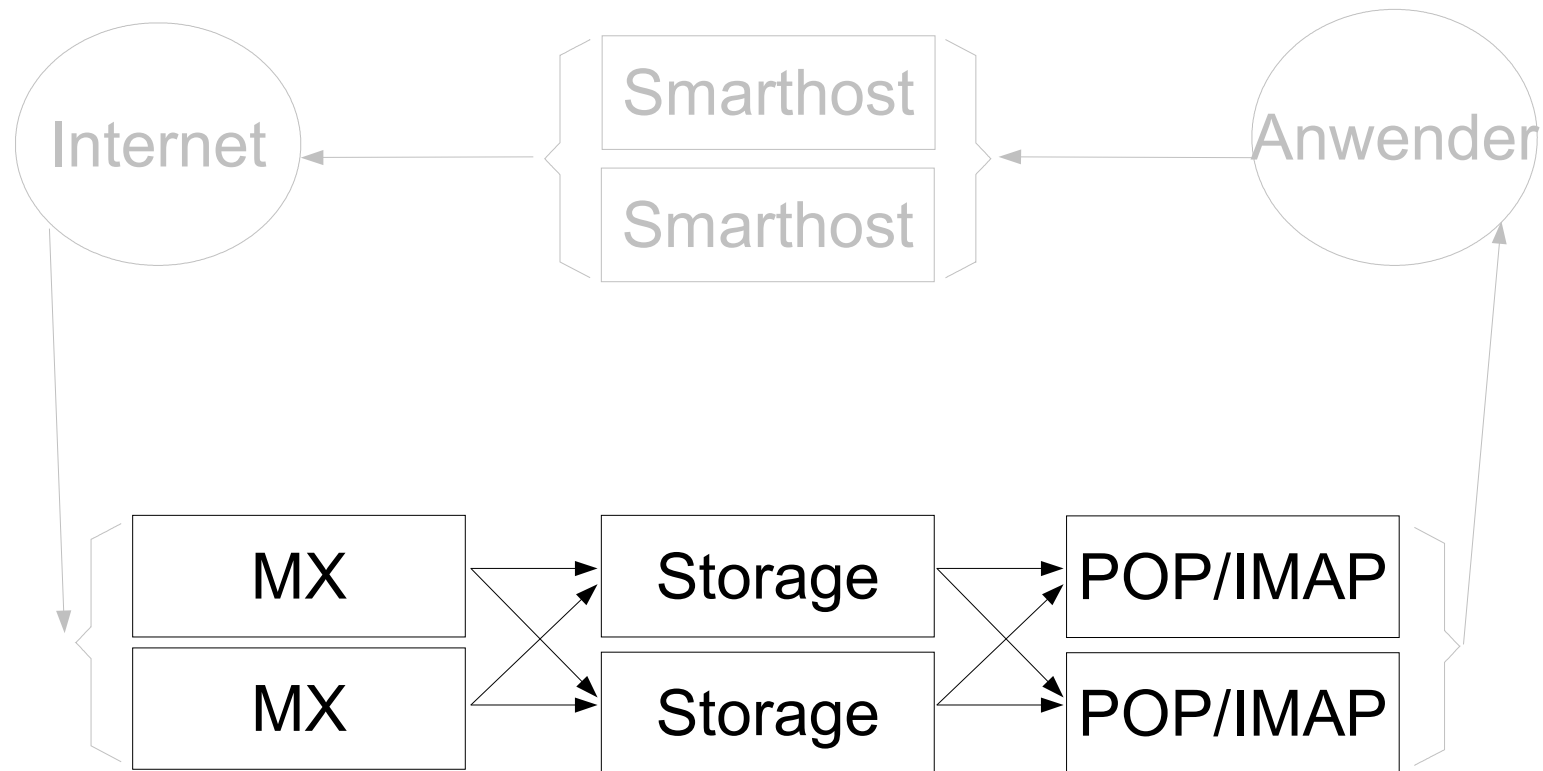 Internet
Smarthost
Smarthost
Anwender
MX
Storage
POP/IMAP
MX
Storage
POP/IMAP